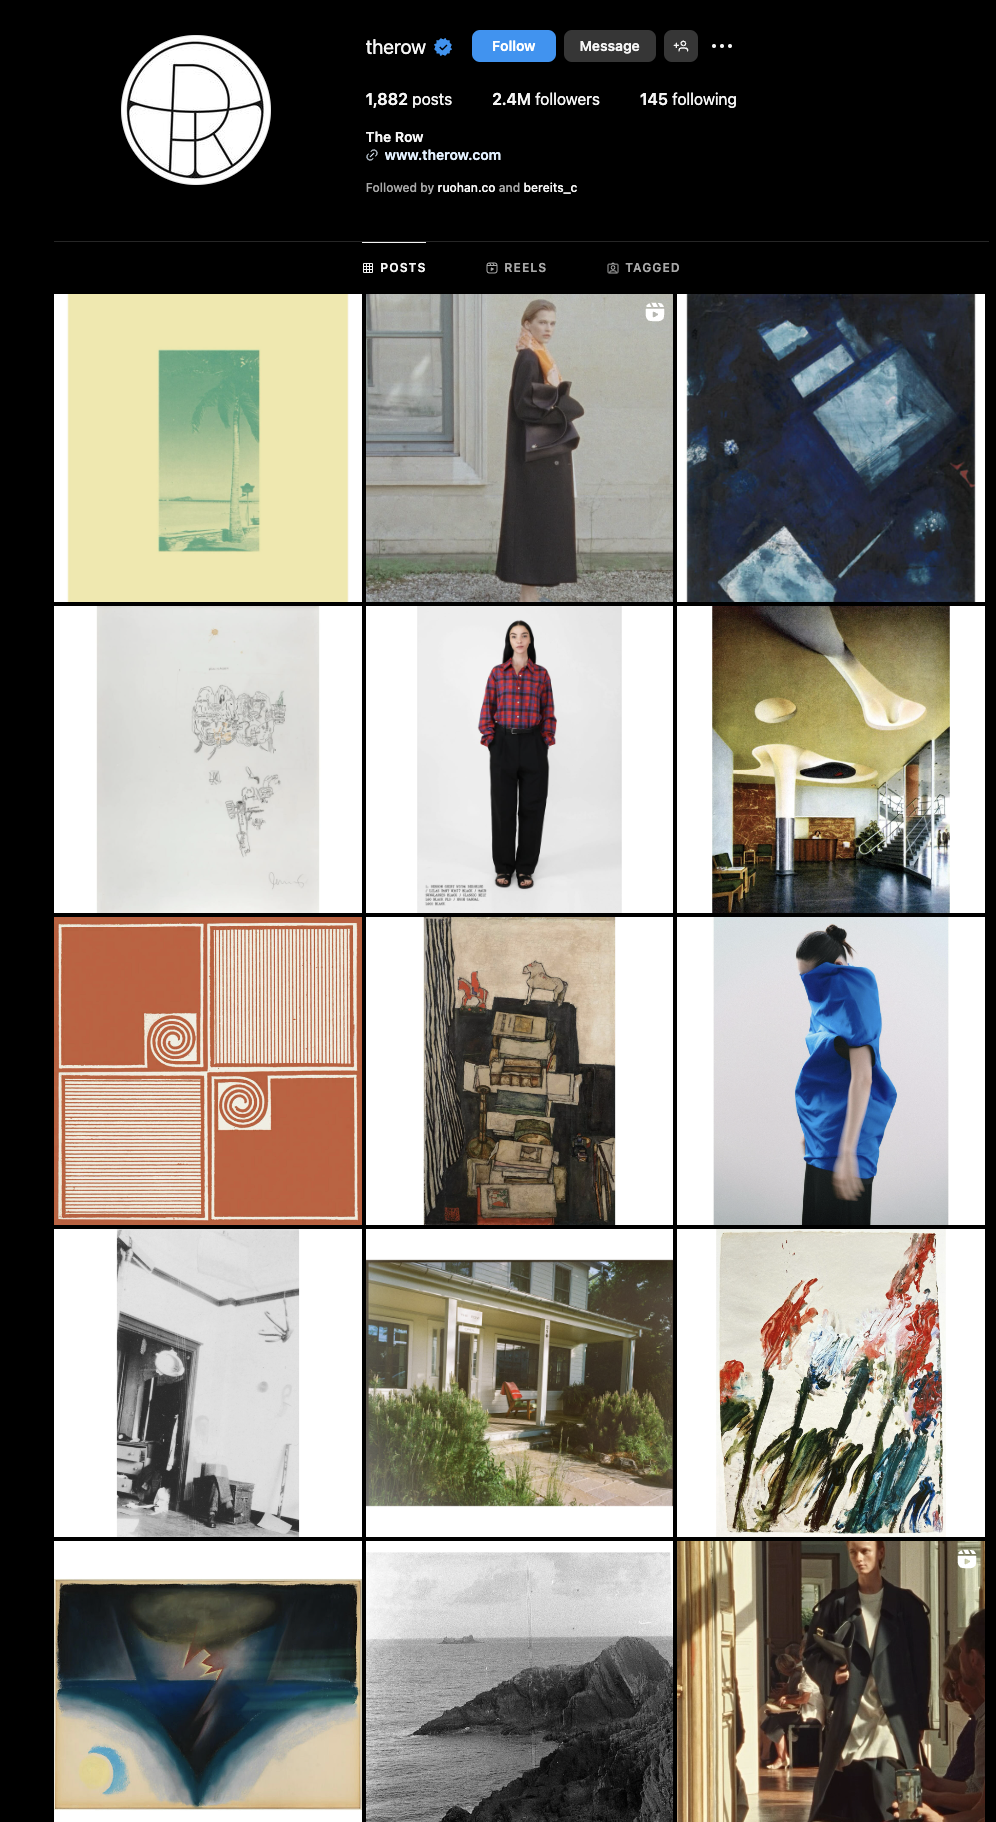 therow Follow Message
1,882 posts 2.4M followers 145 following
The Row
www.therow.com
Followed by ruohan.co and bereits_c
POSTS REELS TAGGED